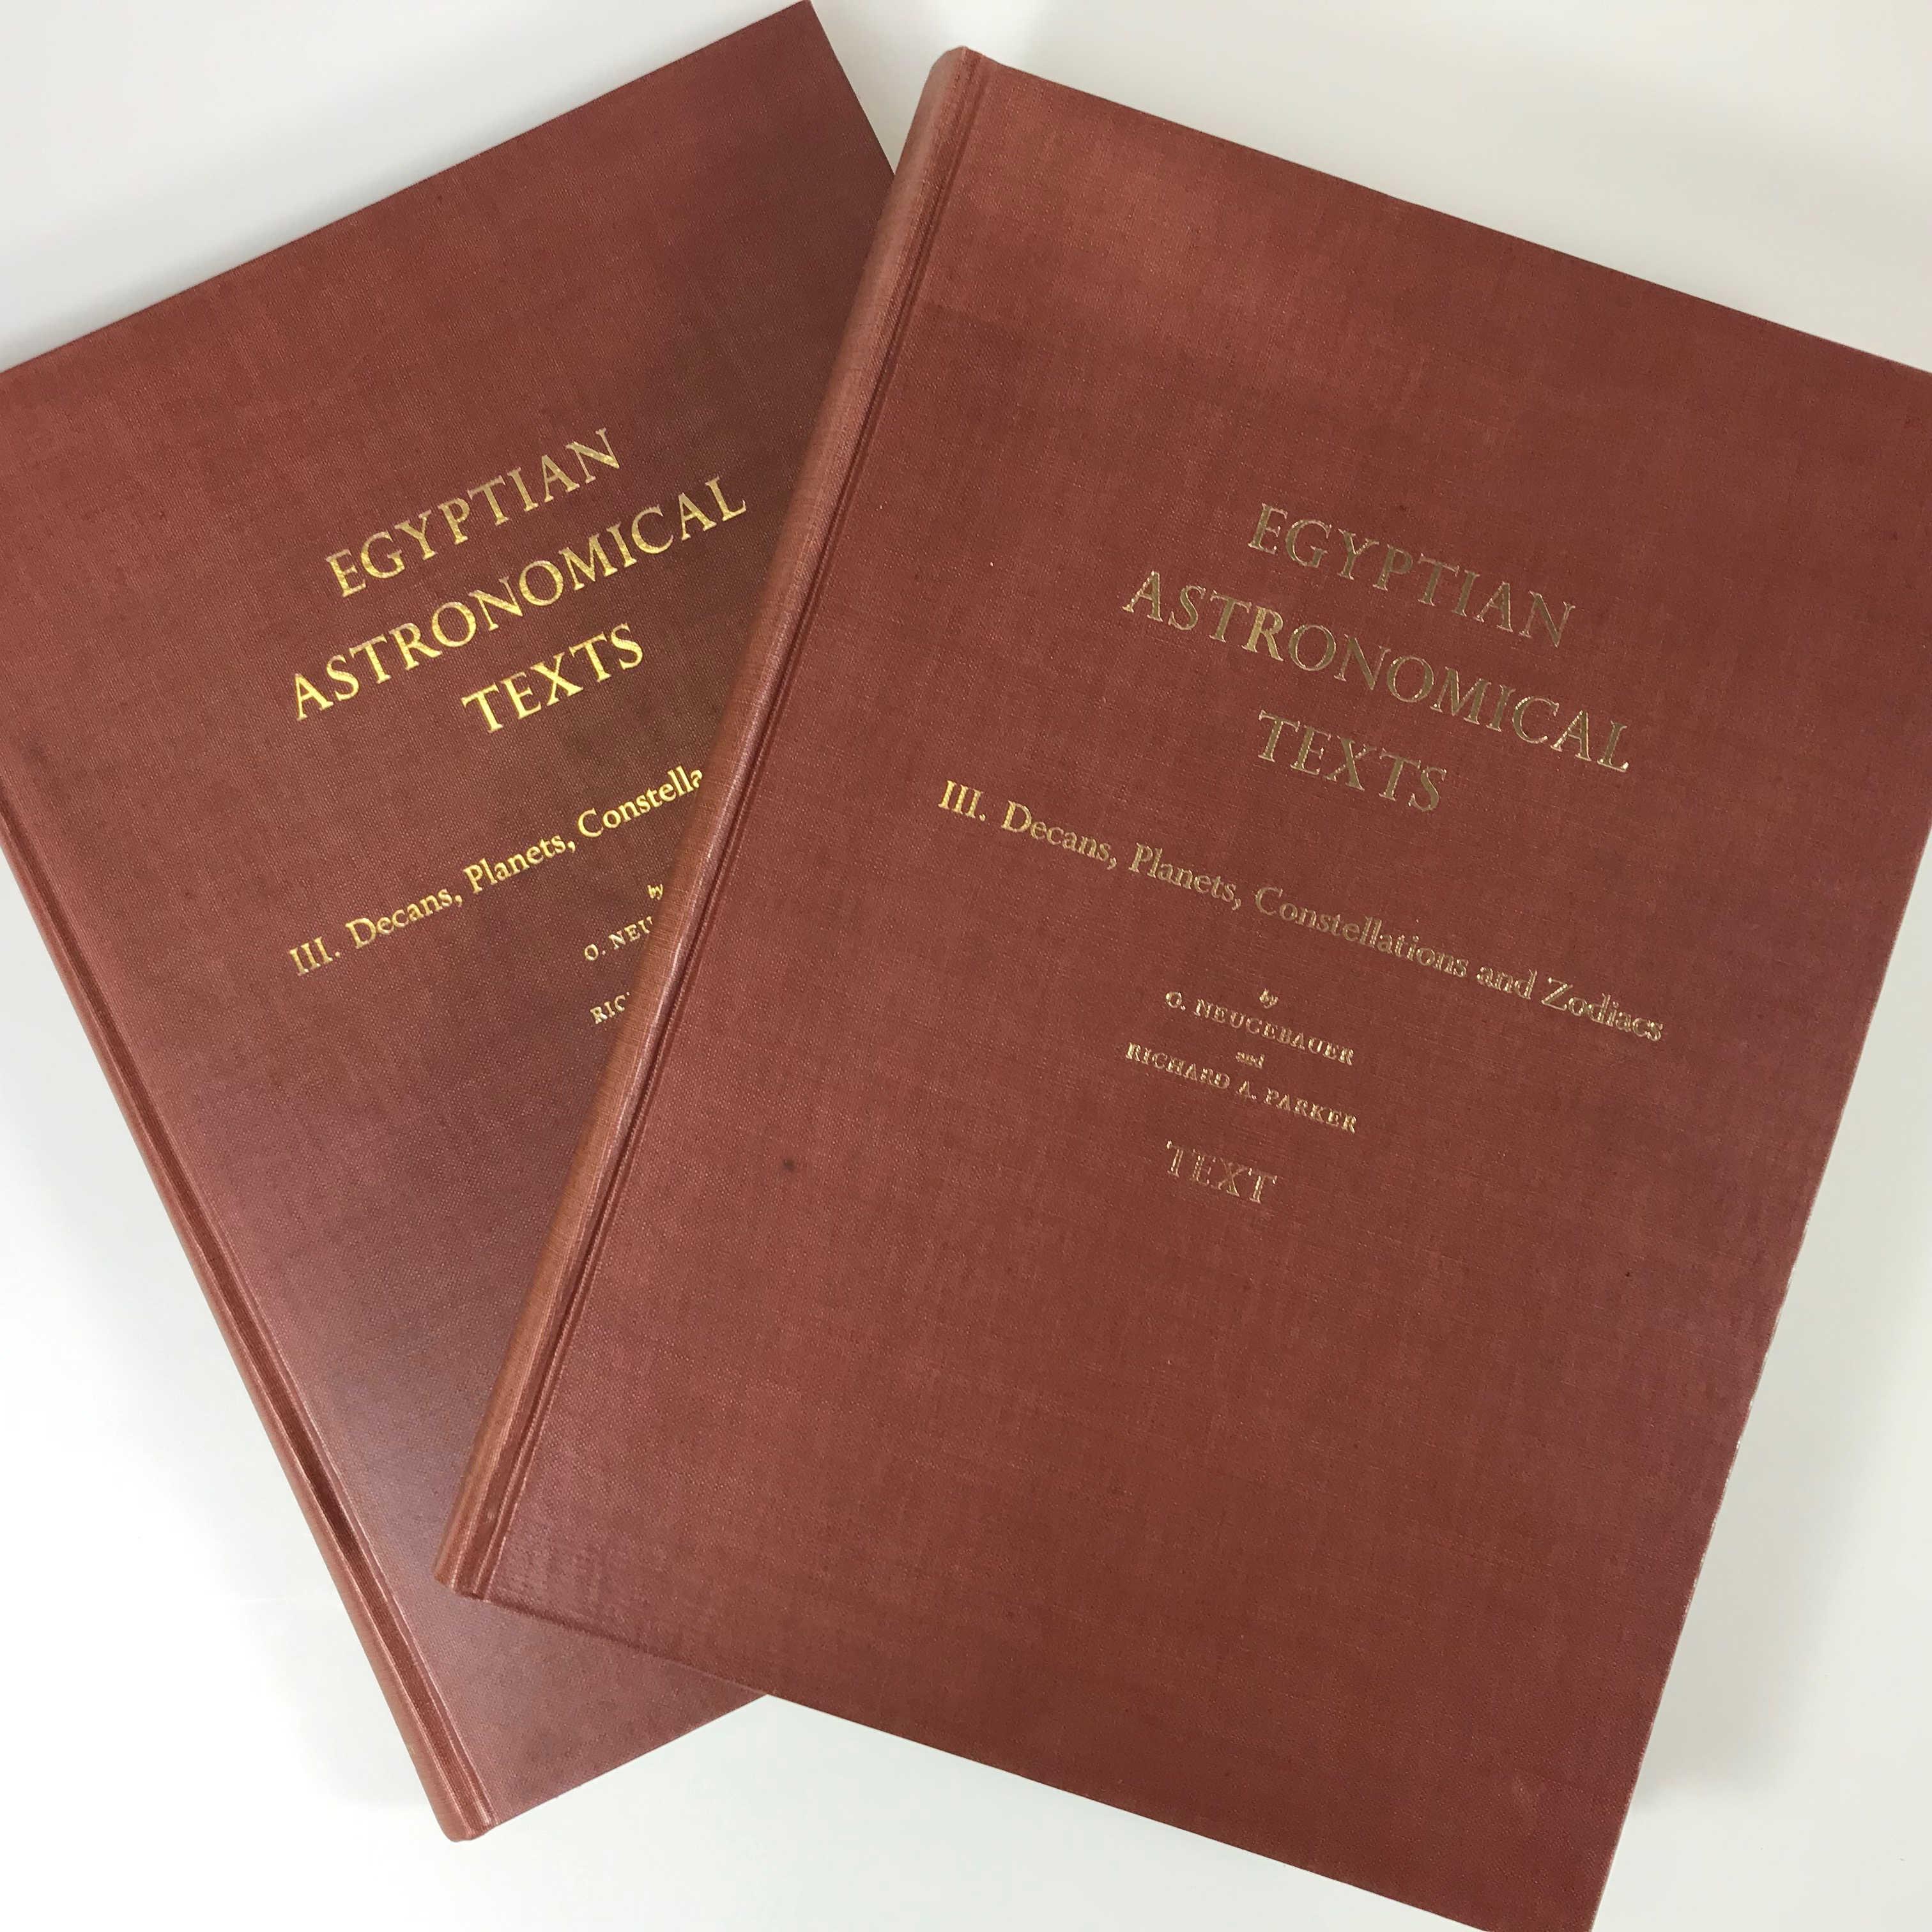 EGYPTIAN
ASTRONOMICAL
TEXTS
III. Decans, Planets, Constella
by
O. NEU
RIC
EGYPTIAN
ASTRONOMICAL
TEXTS
III. Decans, Planets, Constellations and Zodiacs
by
O. NEUGEBAUER
and
RICHARD A. PARKER
TEXT